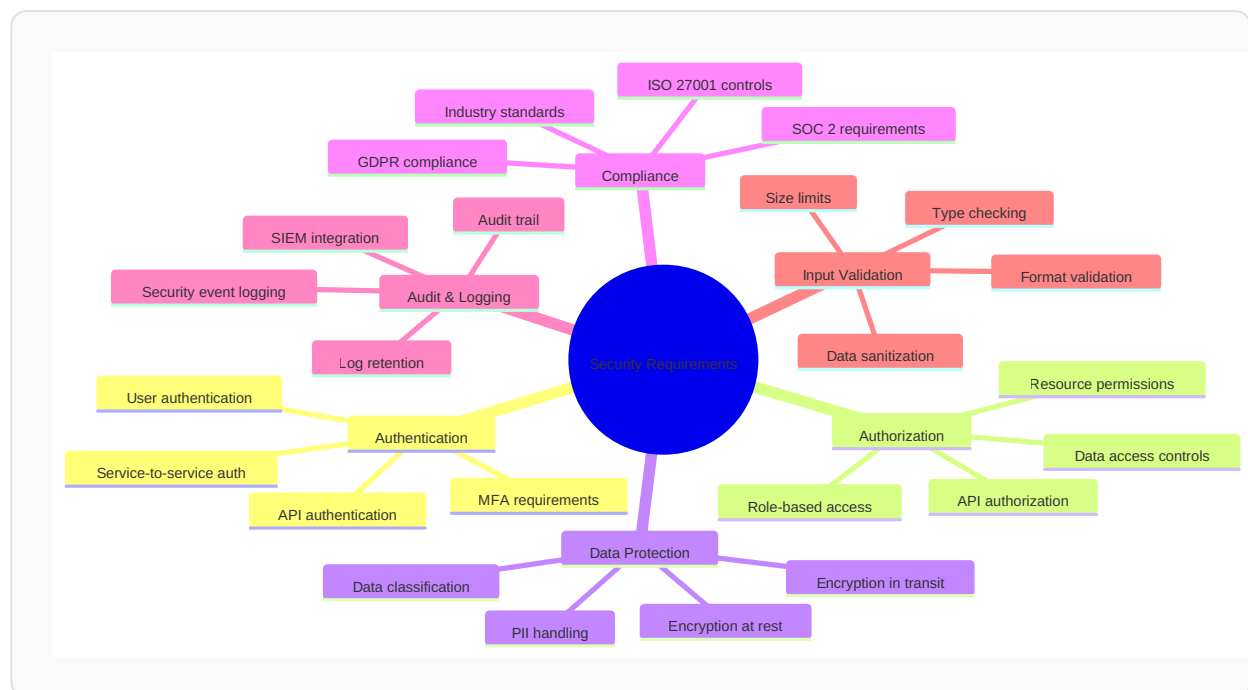 ISO 27001 controls
Industry standards
SOC 2 requirements
GDPR compliance
Compliance
Size limits
Type checking
Audit trail
SIEM integration
Input Validation
Format validation
Security event logging
Audit & Logging
Log retention
Data sanitization
Security Requirements
User authentication
Resource permissions
Authentication
Authorization
Service-to-service auth
Data access controls
API authentication
MFA requirements
Role-based access
API authorization
Data Protection
Data classification
Encryption in transit
PII handling
Encryption at rest